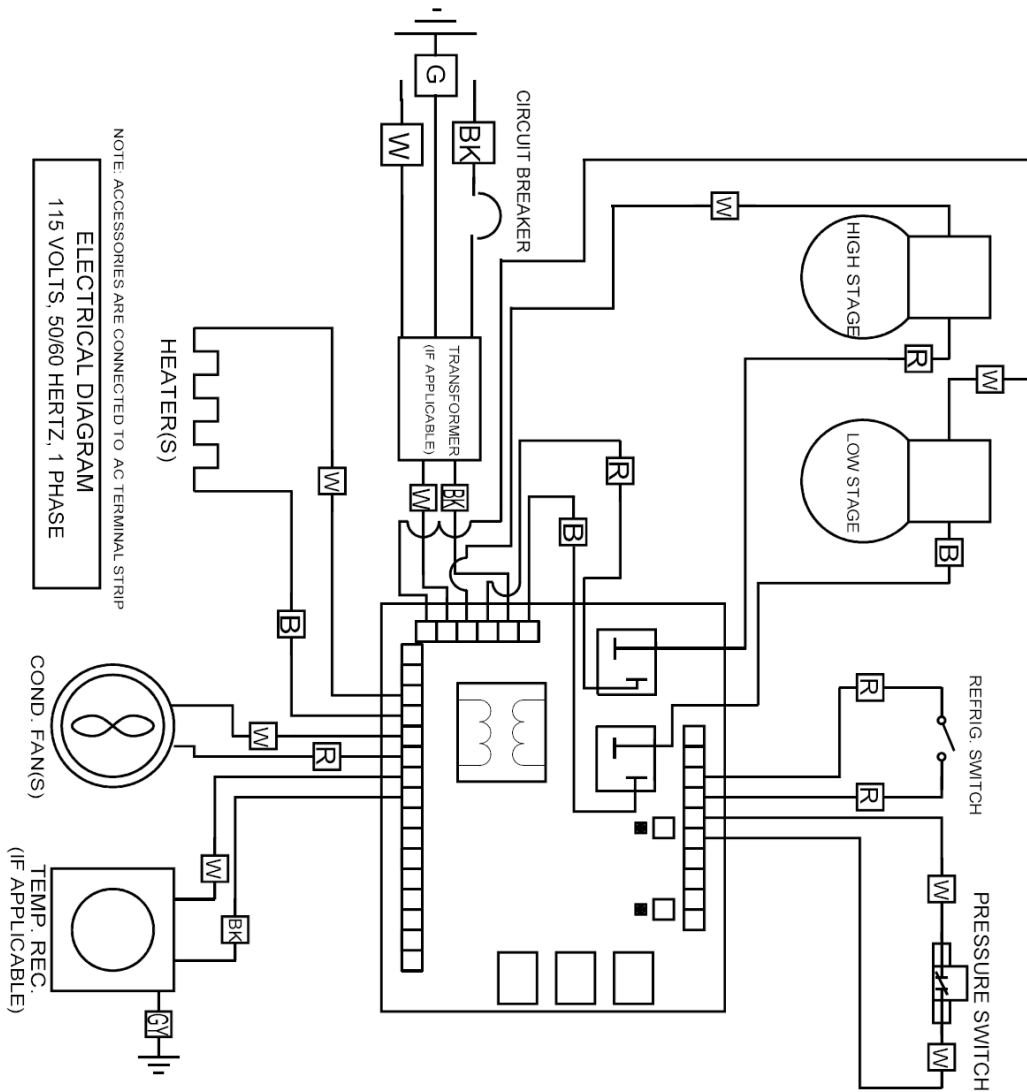 G
W
BK
CIRCUIT BREAKER
TRANSFORMER
(IF APPLICABLE)
W
BK
W
HIGH STAGE
R
W
LOW STAGE
B
R
B
HEATER(S)
W
B
NOTE: ACCESSORIES ARE CONNECTED TO AC TERMINAL STRIP
ELECTRICAL DIAGRAM
115 VOLTS, 50/60 HERTZ, 1 PHASE
COND. FAN(S)
W
R
TEMP. REC.
(IF APPLICABLE)
W
BK
GY
REFRIG. SWITCH
R
R
PRESSURE SWITCH
W
W